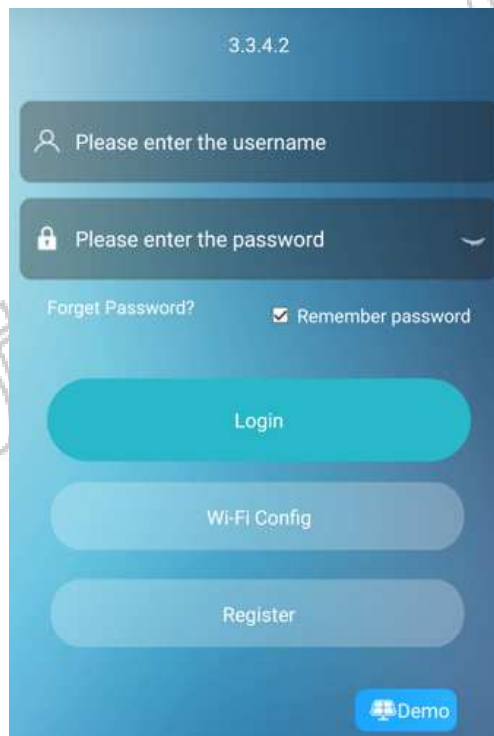 3.3.4.2
Please enter the username
Please enter the password
Forget Password?
Remember password
Login
Wi-Fi Config
Register
Demo